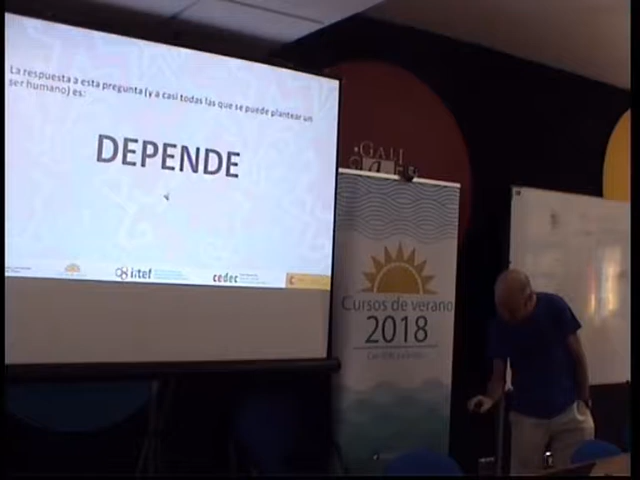 La respuesta a esta pregunta (y a casi todas las que se puede plantear un
ser humano) es:
DEPENDE
intef
cedec
GALI
Cursos de verano
2018